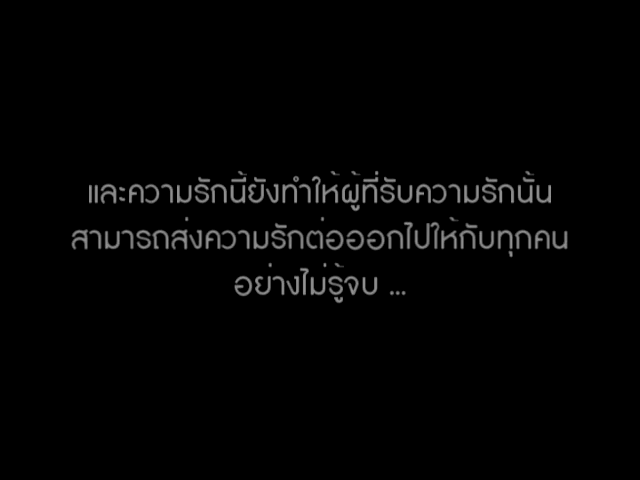 และความรักนี้ยังทำให้ผู้ที่รับความรักนั้น
สามารถส่งความรักต่อออกไปให้กับทุกคน
อย่างไม่รู้จบ ...